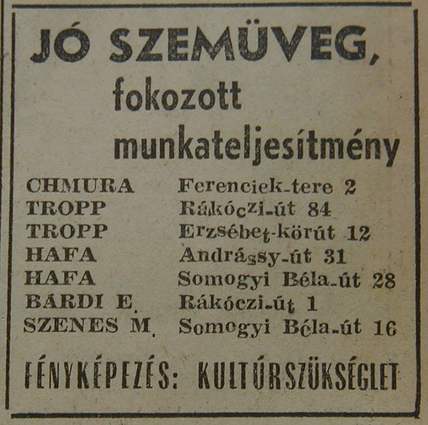 JÓ SZEMÜVEG,
fokozott
munkateljesítmény
CHMURA Ferenciek-tere 2
TROPP Rákóczi-út 84
TROPP Erzsébet-körút 12
HAFA Andrássy-út 31
HAFA Somogyi Béla-út 28
BÁRDI E. Rákóczi-út 1
SZENES M. Somogyi Béla-út 16
FÉNYKÉPEZÉS: KULTÚRSZÜKSÉGLET